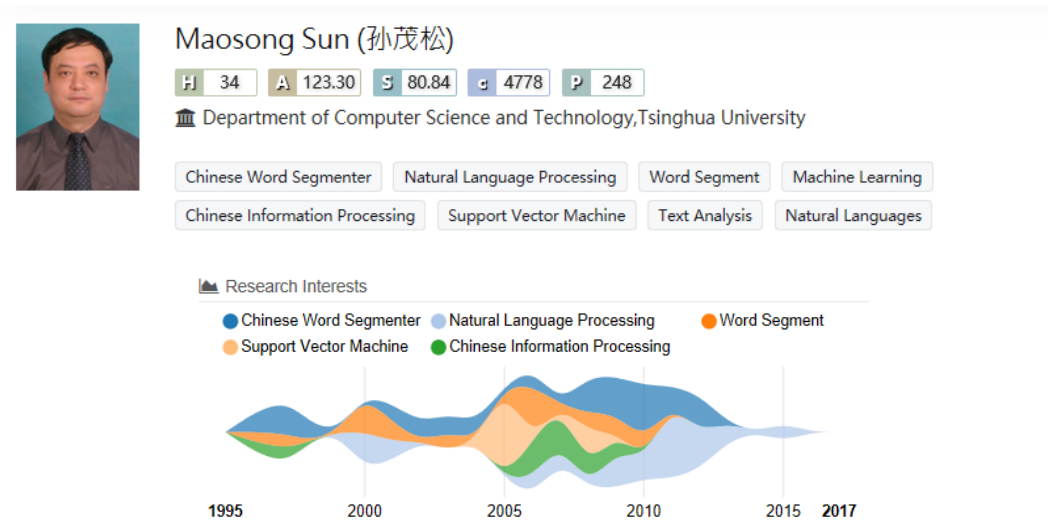 Maosong Sun (孙茂松)
H 34 A 123.30 S 80.84 c 4778 P 248
Department of Computer Science and Technology,Tsinghua University
Chinese Word Segmenter Natural Language Processing Word Segment Machine Learning
Chinese Information Processing Support Vector Machine Text Analysis Natural Languages
Research Interests
Chinese Word Segmenter Natural Language Processing Word Segment
Support Vector Machine Chinese Information Processing
1995 2000 2005 2010 2015 2017